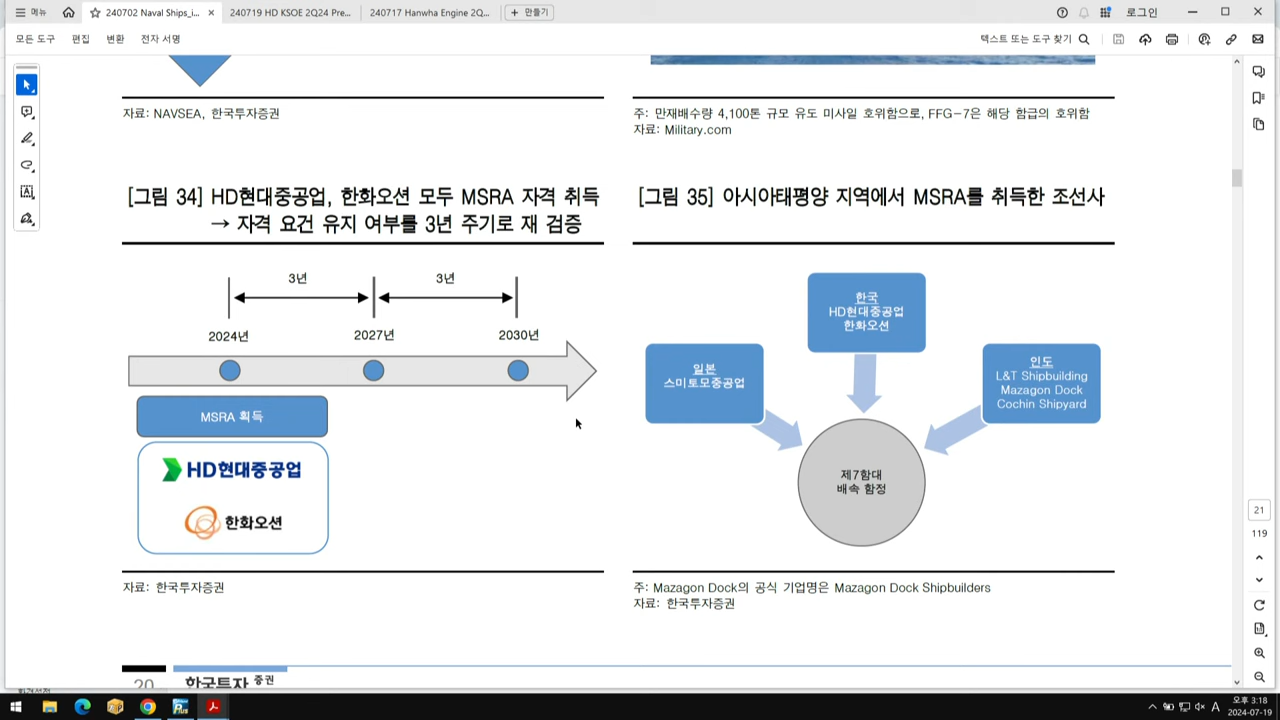 메뉴
240702 Naval Ships_i...
240719 HD KSOE 2Q24 Pre...
240717 Hanwha Engine 2Q...
+ 만들기
로그인
모든 도구
편집
변환
전자 서명
텍스트 또는 도구 찾기
자료: NAVSEA, 한국투자증권
주: 만재배수량 4,100톤 규모 유도 미사일 호위함으로, FFG-7은 해당 함급의 호위함
자료: Military.com
[그림 34] HD현대중공업, 한화오션 모두 MSRA 자격 취득
→ 자격 요건 유지 여부를 3년 주기로 재 검증
3년
3년
2024년
2027년
2030년
MSRA 획득
HD현대중공업
한화오션
자료: 한국투자증권
[그림 35] 아시아태평양 지역에서 MSRA를 취득한 조선사
한국
HD현대중공업
한화오션
일본
스미토모중공업
인도
L&T Shipbuilding
Mazagon Dock
Cochin Shipyard
제7함대
배속 함정
주: Mazagon Dock의 공식 기업명은 Mazagon Dock Shipbuilders
자료: 한국투자증권
20
한국투자증권
21
119
A
오후 3:18
2024-07-19